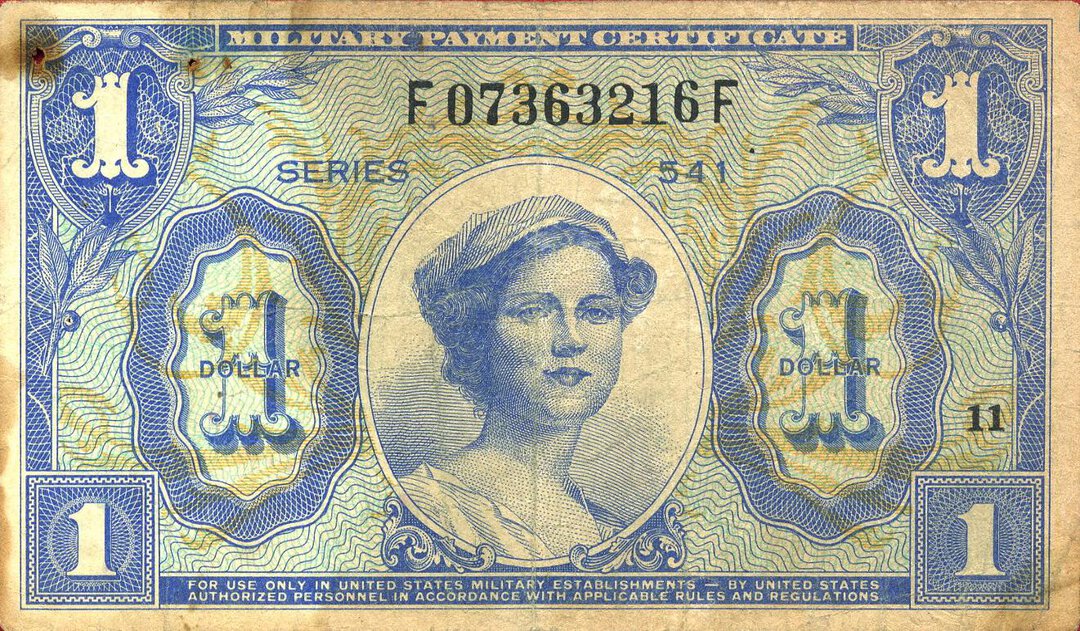 MILITARY PAYMENT CERTIFICATE
1 1
F07363216F
SERIES 541
1 DOLLAR 1 DOLLAR
11
1 1
FOR USE ONLY IN UNITED STATES MILITARY ESTABLISHMENTS — BY UNITED STATES
AUTHORIZED PERSONNEL IN ACCORDANCE WITH APPLICABLE RULES AND REGULATIONS.